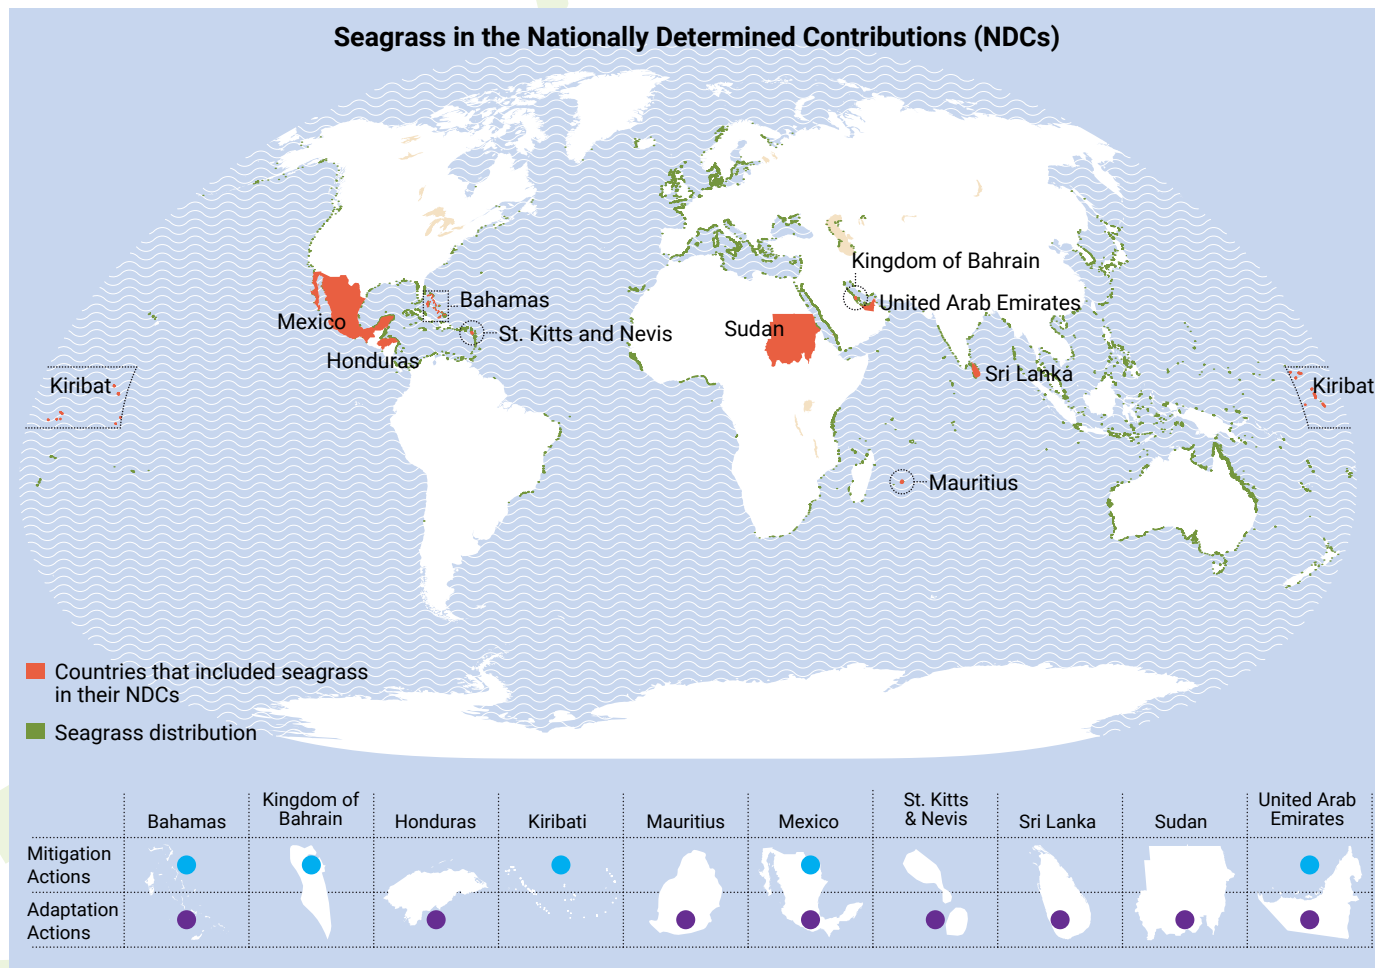 Seagrass in the Nationally Determined Contributions (NDCs)
Kingdom of Bahrain
Bahamas
United Arab Emirates
Mexico
St. Kitts and Nevis
Sudan
Honduras
Sri Lanka
Kiribat
Kiribat
Mauritius
Countries that included seagrass
in their NDCs
Seagrass distribution
Bahamas
Kingdom of
Bahrain
Honduras
Kiribati
Mauritius
Mexico
St. Kitts
& Nevis
Sri Lanka
Sudan
United Arab
Emirates
Mitigation
Actions
Adaptation
Actions